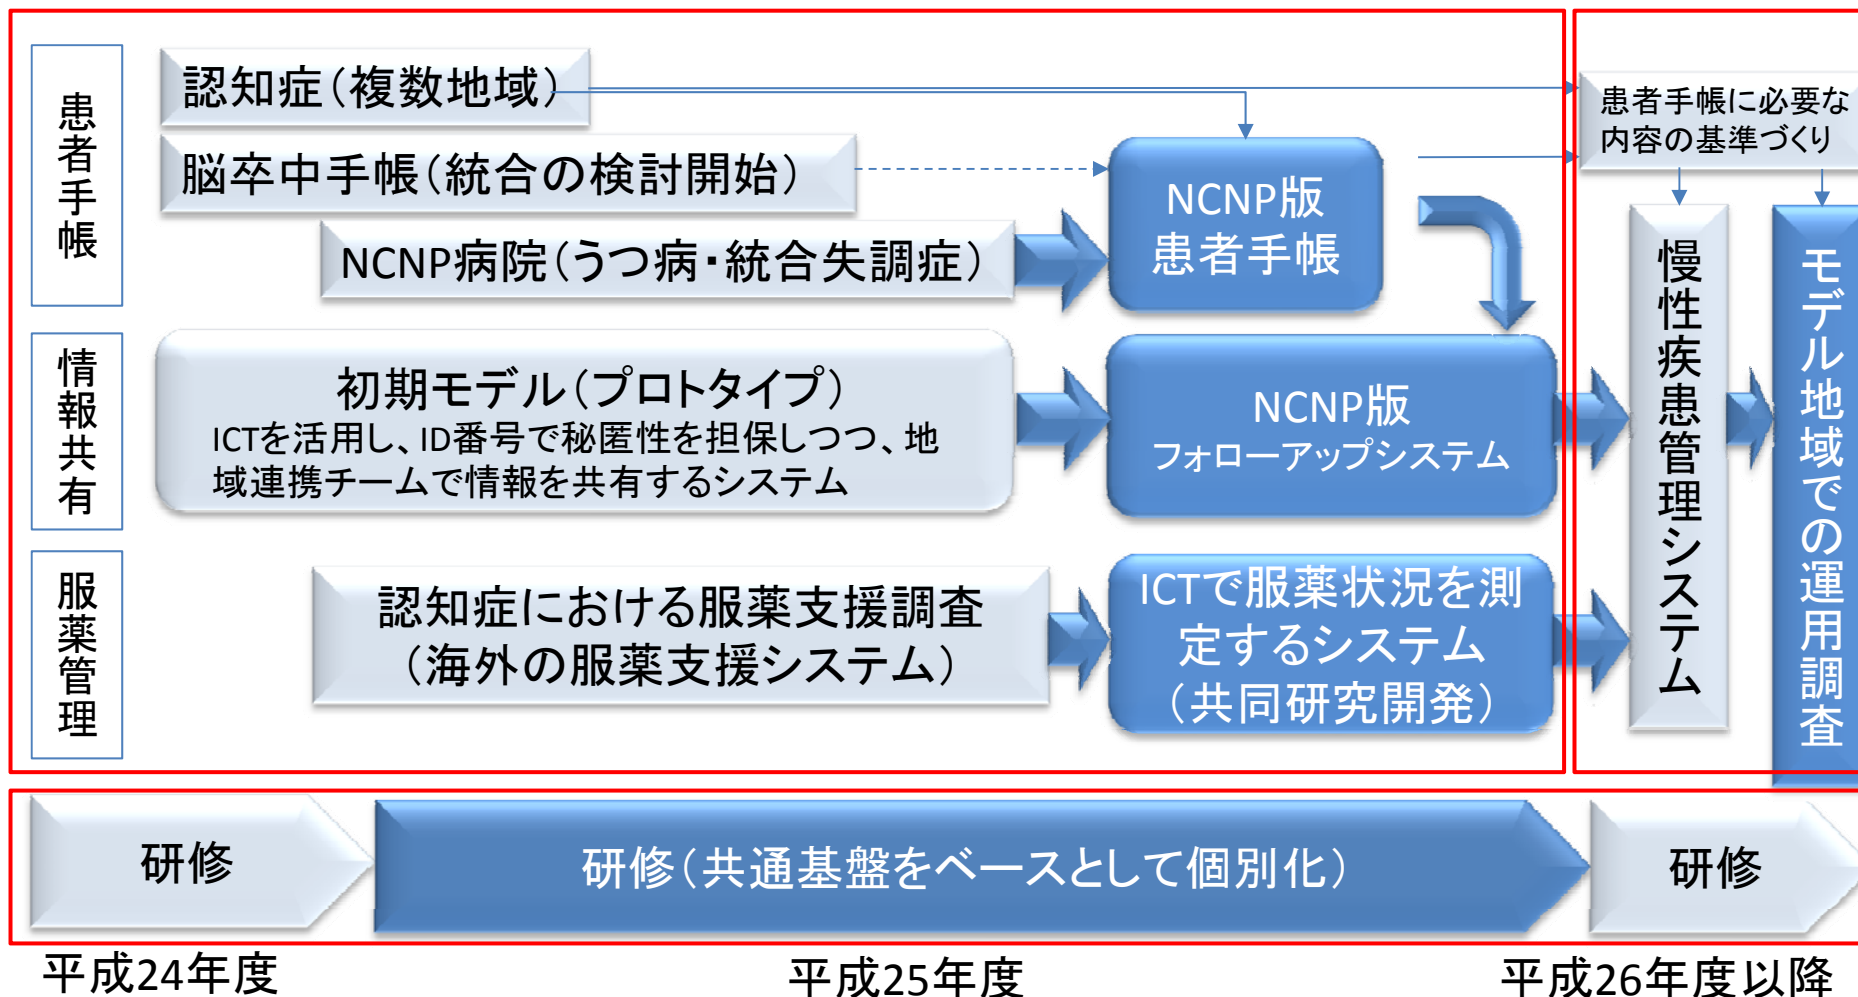 患者手帳
認知症（複数地域）
脳卒中手帳（統合の検討開始）
NCNP病院（うつ病・統合失調症）
NCNP版
患者手帳
患者手帳に必要な
内容の基準づくり
情報共有
初期モデル（プロトタイプ）
ICTを活用し、ID番号で秘匿性を担保しつつ、地
域連携チームで情報を共有するシステム
NCNP版
フォローアップシステム
服薬管理
認知症における服薬支援調査
（海外の服薬支援システム）
ICTで服薬状況を測
定するシステム
（共同研究開発）
慢性疾患管理システム
モデル地域での運用調査
研修
研修（共通基盤をベースとして個別化）
研修
平成24年度
平成25年度
平成26年度以降